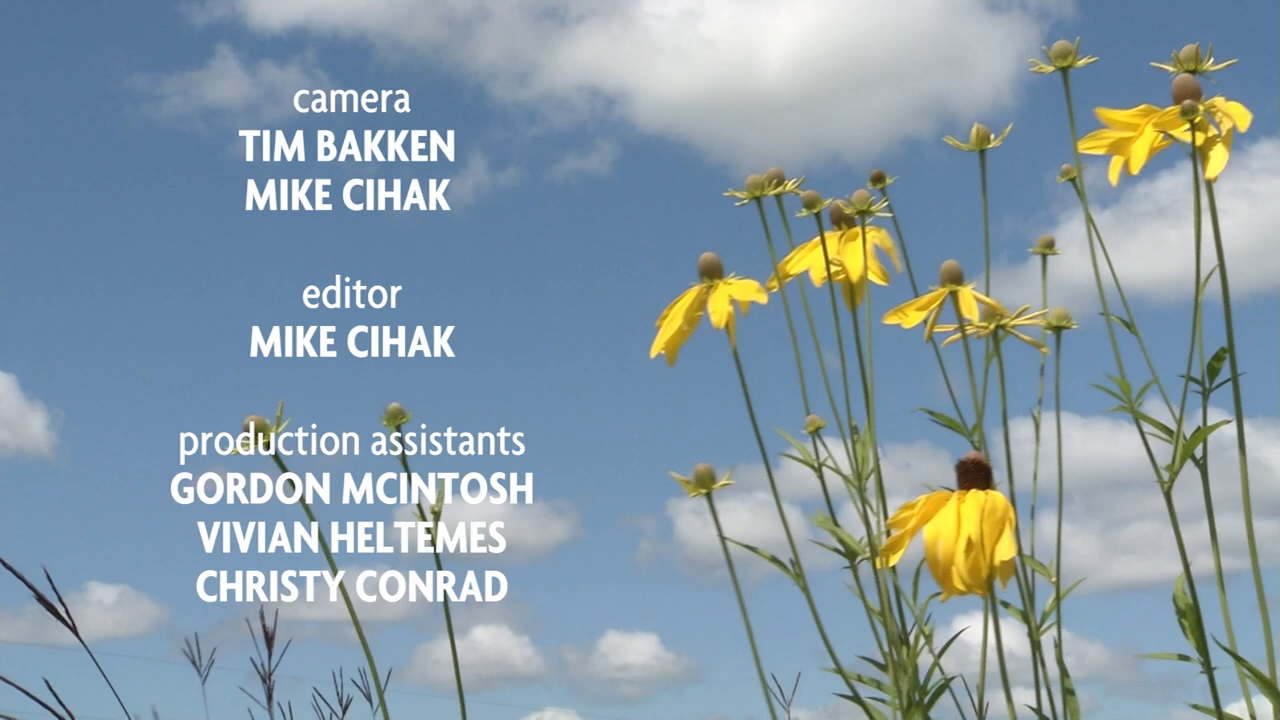 camera
TIM BAKKEN
MIKE CIHAK
editor
MIKE CIHAK
production assistants
GORDON MCINTOSH
VIVIAN HELTEMES
CHRISTY CONRAD